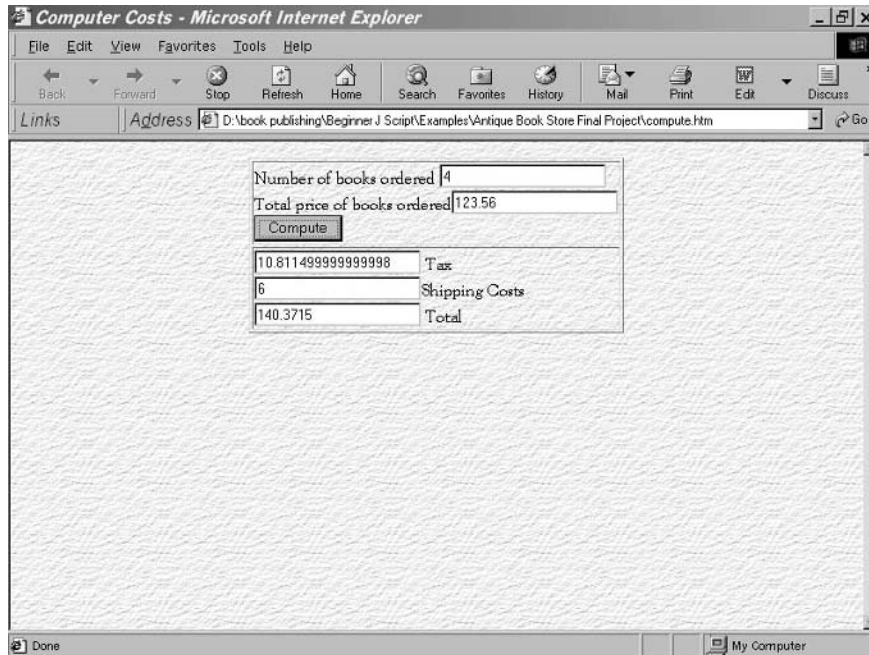 Computer Costs - Microsoft Internet Explorer
File Edit View Favorites Tools Help
Back Forward Stop Refresh Home Search Favorites History Mail Print Edit Discuss
Links Address D:\book publishing\Beginner J Script\Examples\Antique Book Store Final Project\compute.htm Go
Number of books ordered 4
Total price of books ordered 123.56
Compute
10.811499999999998 Tax
6 Shipping Costs
140.3715 Total
Done My Computer